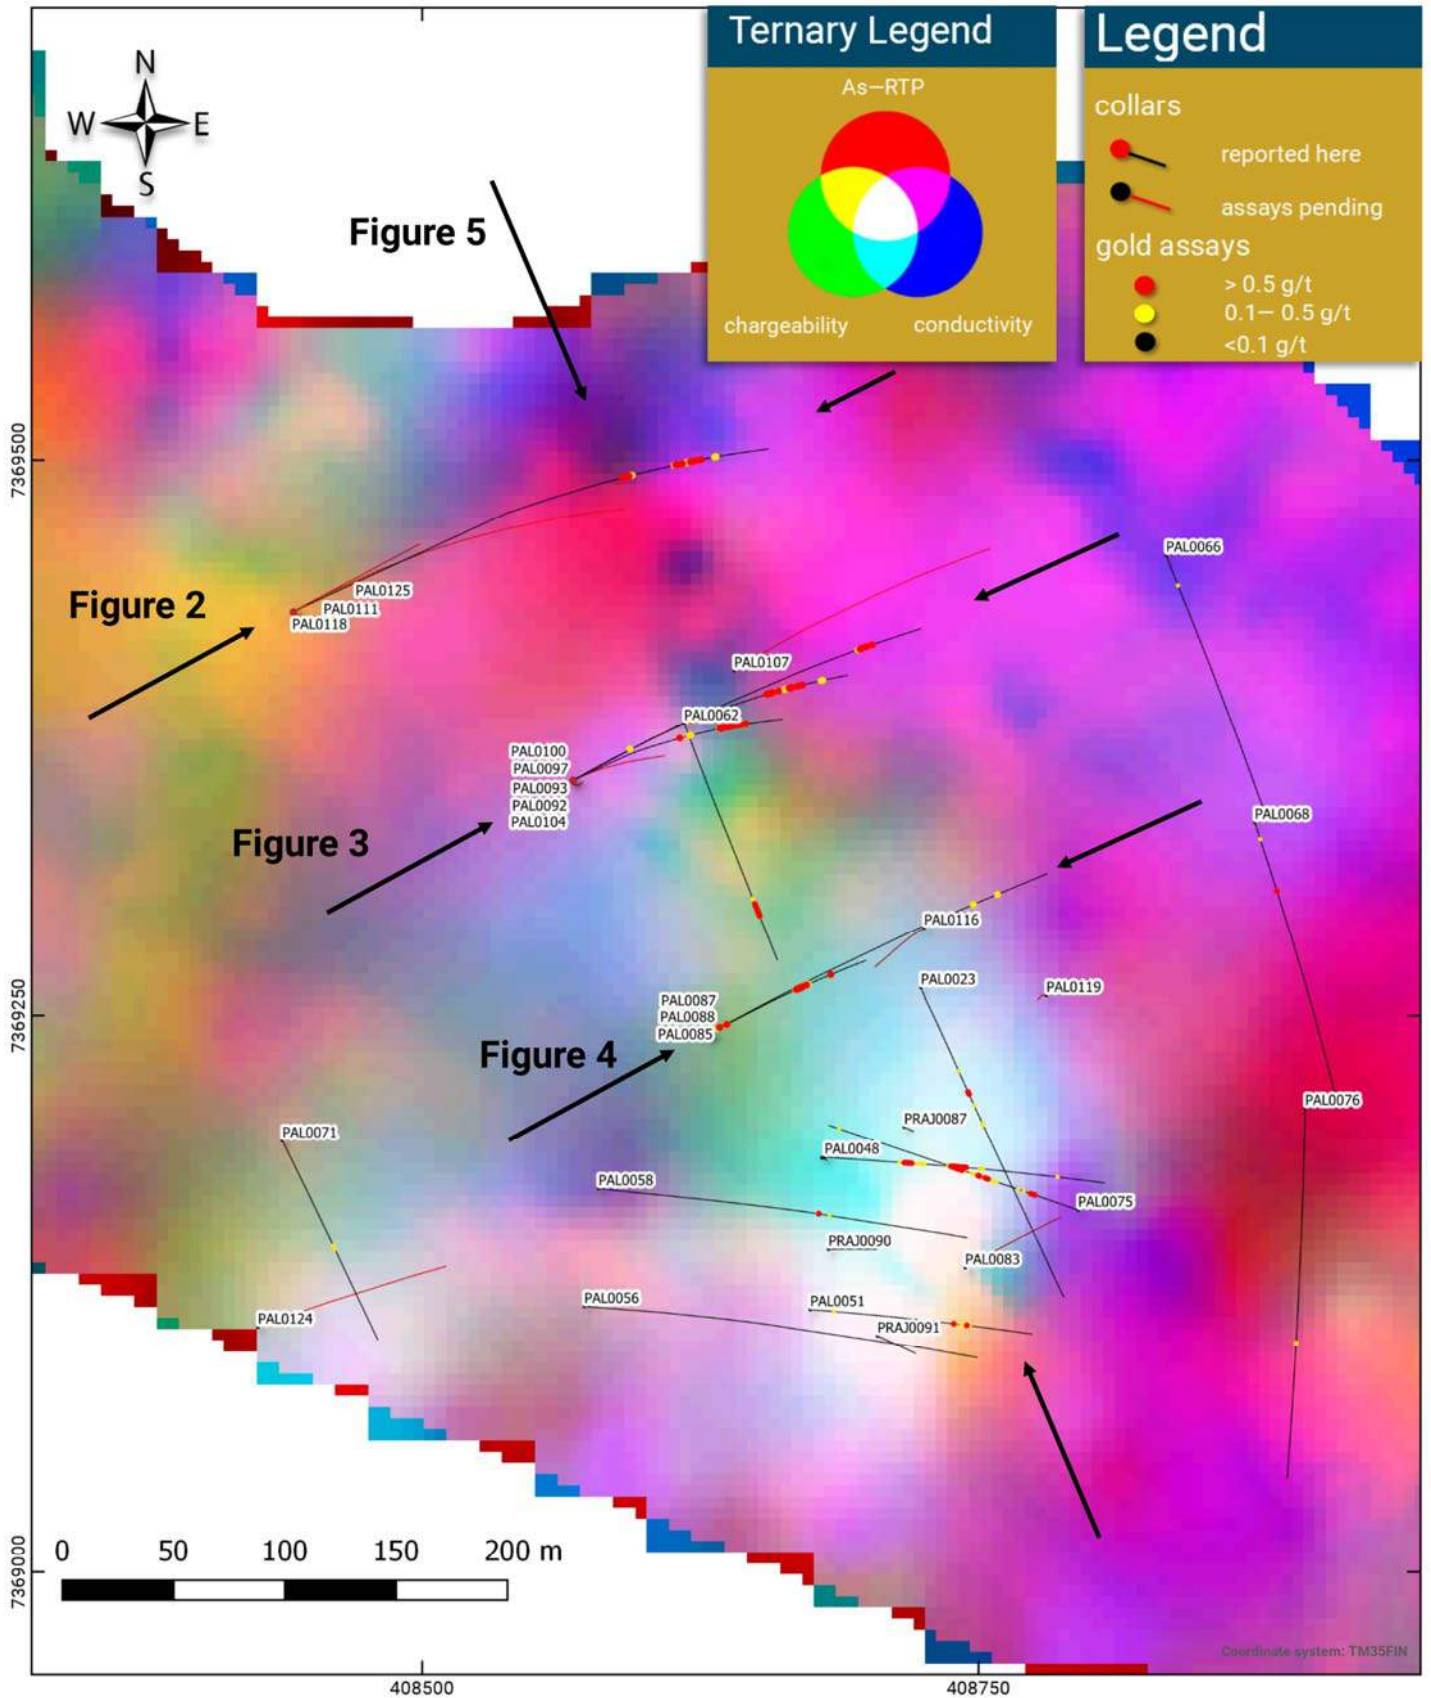 Ternary Legend
As—RTP
chargeability
conductivity
Legend
collars
reported here
assays pending
gold assays
> 0.5 g/t
0.1— 0.5 g/t
<0.1 g/t
N
W
E
S
Figure 5
7369500
PAL0066
PAL0125
PAL0111
PAL0118
Figure 2
PAL0107
PAL0062
PAL0100
PAL0097
PAL0093
PAL0092
PAL0104
PAL0068
Figure 3
PAL0116
PAL0023
PAL0119
PAL0087
PAL0088
PAL0085
7369250
Figure 4
PAL0076
PRAJ0087
PAL0071
PAL0048
PAL0058
PAL0075
PRAJ0090
PAL0083
PAL0056
PAL0051
PAL0124
PRAJ0091
0 50 100 150 200 m
7369000
Coordinate system: TM35FIN
408500
408750